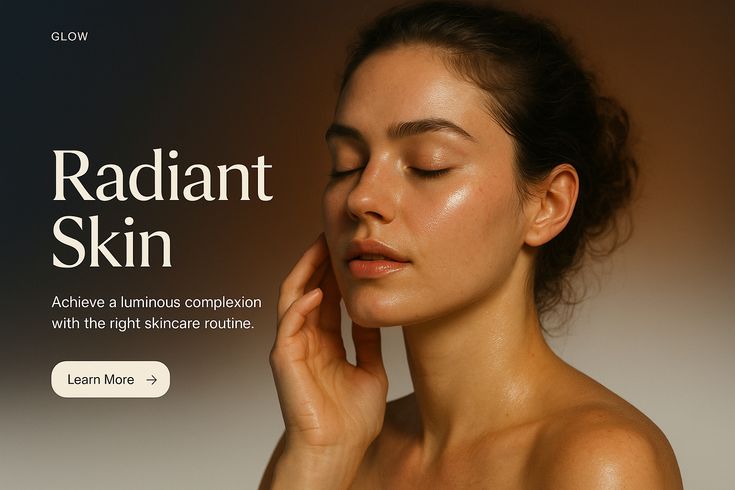 GLOW
Radiant
Skin
Achieve a luminous complexion
with the right skincare routine.
Learn More →